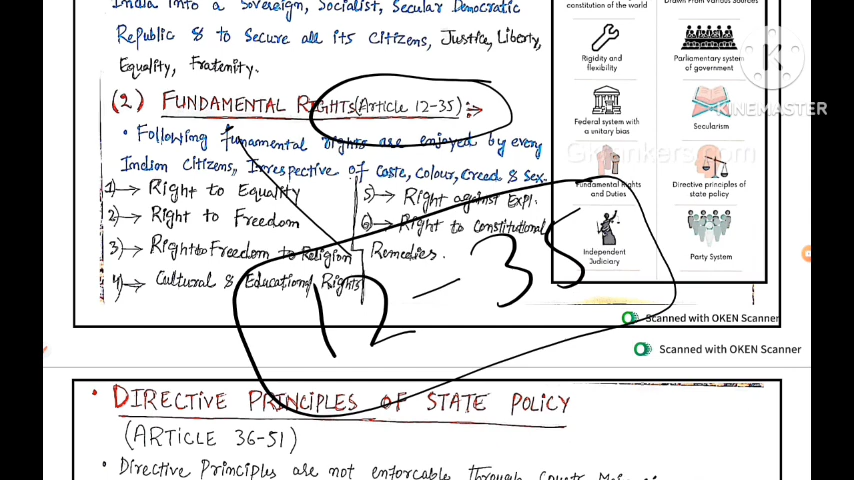 India into a Sovereign, Socialist, Secular Democratic
Republic & to Secure all its Citizens, Justice, Liberty,
Equality, Fraternity.
(2) FUNDAMENTAL RIGHTS (Article 12-35) :→
• Following funamental rights are enjoyed by every
Indian Citizens, Irrespective of Caste, Colour, Creed & Sex.
1) → Right to Equality
2) → Right to Freedom
3) → Right to Freedom to Religion
4) → Cultural & Educational Rights
5) → Right against Expl.
6) → Right to Constitutional
Remedies.
12-35
constitution of the world
Drawn From Various Sources
Rigidity and
flexibility
Parliamentary system
of government
Federal system with
a unitary bias
Secularism
Fundamental Rights
and Duties
Directive principles of
state policy
Independent
Judiciary
Party System
KINEMASTER
Scanned with OKEN Scanner
Scanned with OKEN Scanner
• DIRECTIVE PRINCIPLES OF STATE POLICY
(ARTICLE 36-51)
• Directive Principles are not enforcable through Courts